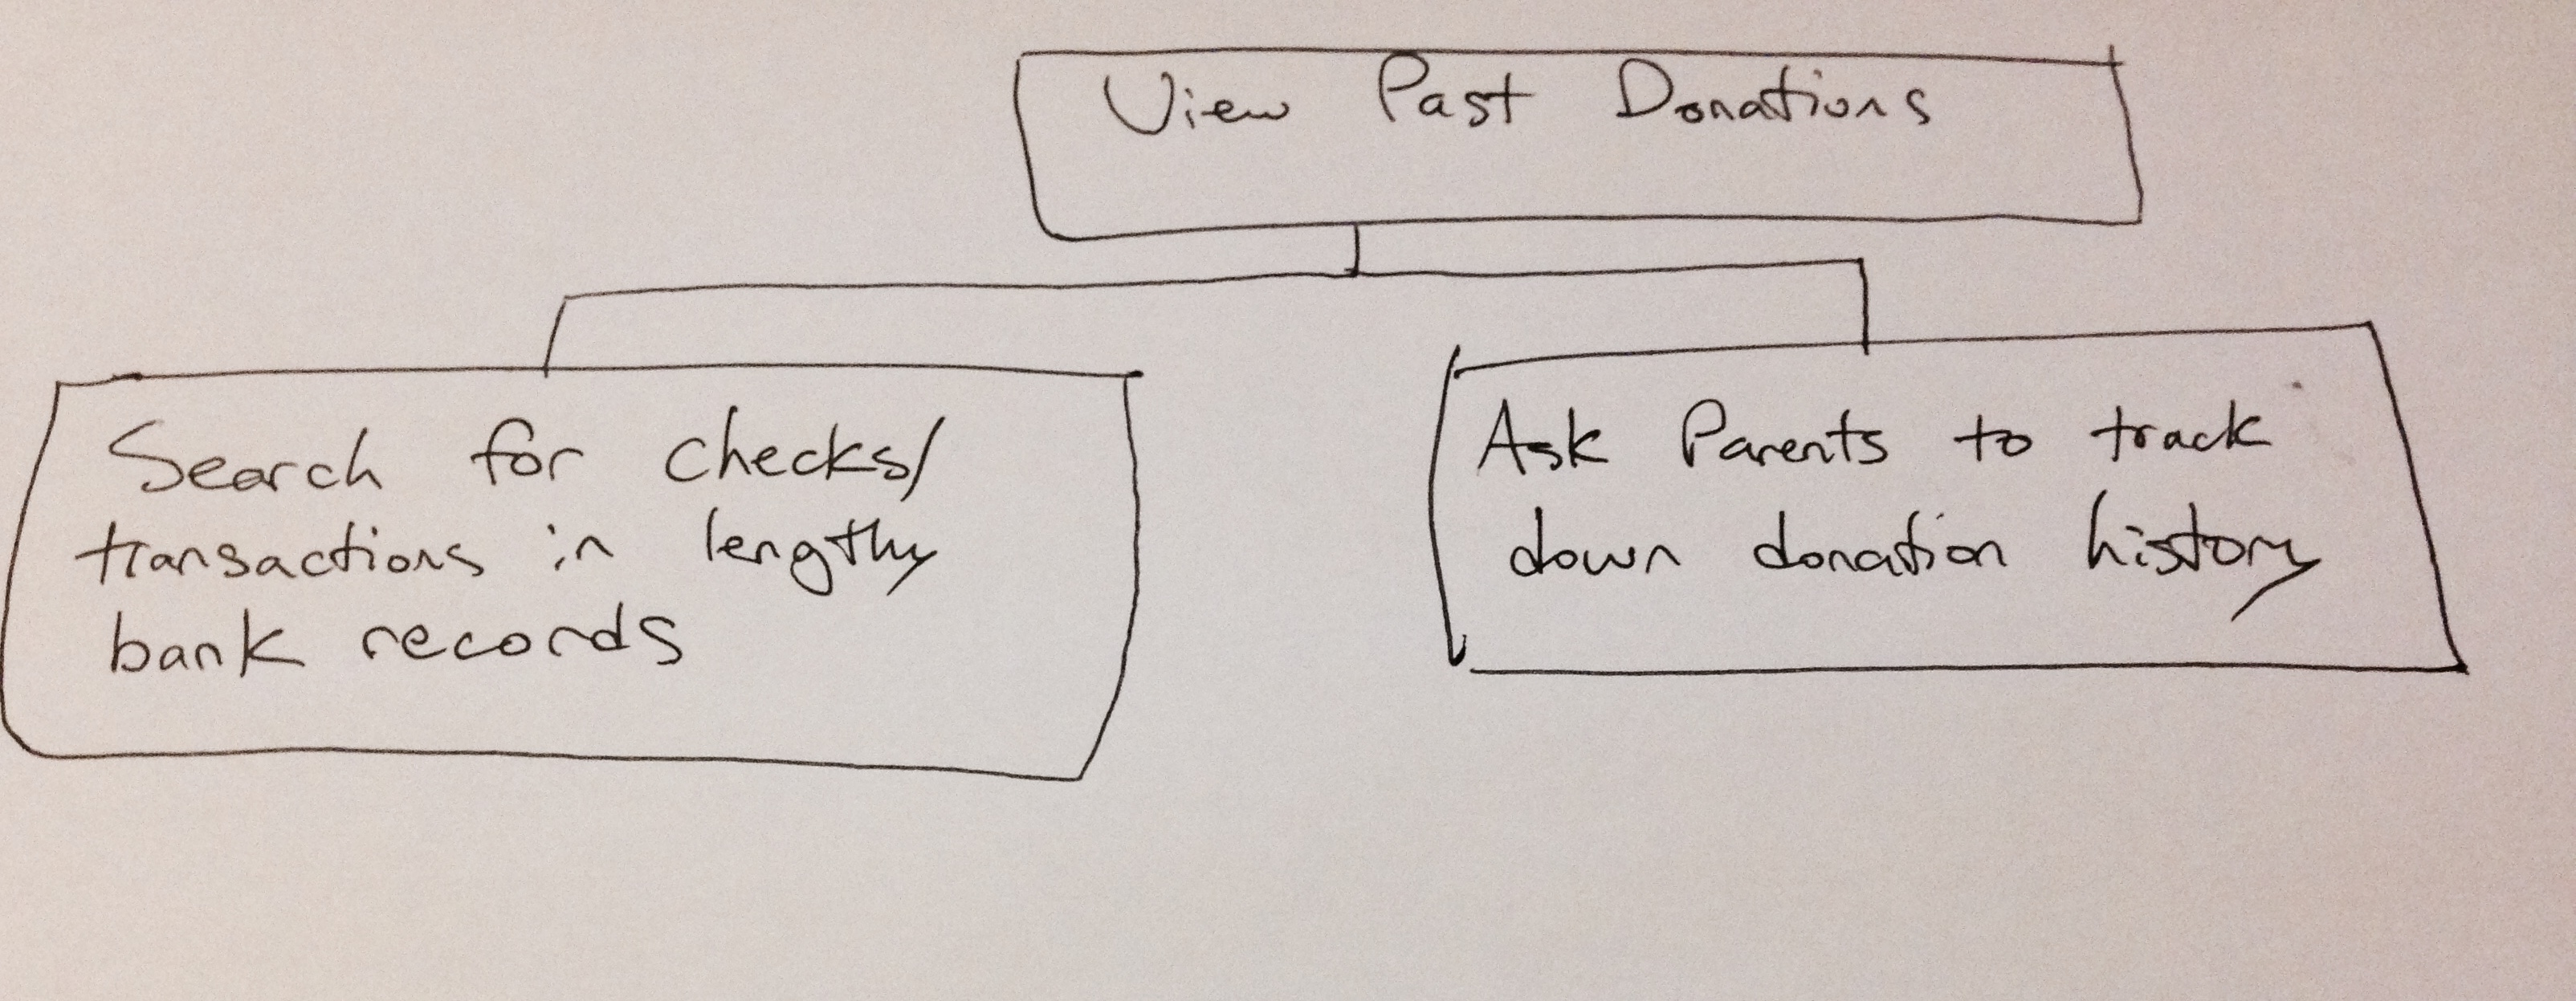 View Past Donations
Search for checks/
transactions in lengthy
bank records
Ask Parents to track
down donation history